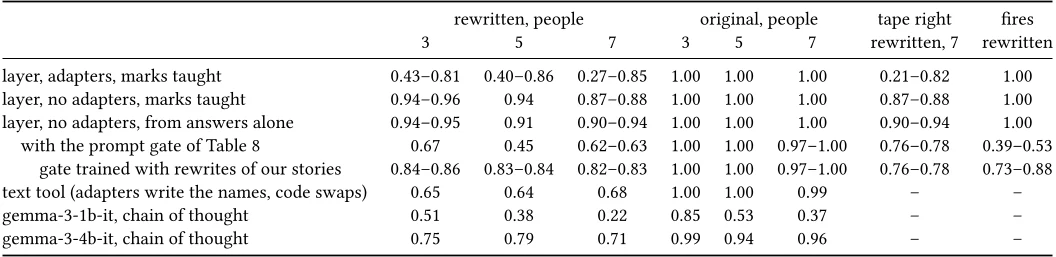 rewritten, people original, people tape right fires
3 5 7 3 5 7 rewritten, 7 rewritten
layer, adapters, marks taught 0.43–0.81 0.40–0.86 0.27–0.85 1.00 1.00 1.00 0.21–0.82 1.00
layer, no adapters, marks taught 0.94–0.96 0.94 0.87–0.88 1.00 1.00 1.00 0.87–0.88 1.00
layer, no adapters, from answers alone 0.94–0.95 0.91 0.90–0.94 1.00 1.00 1.00 0.90–0.94 1.00
with the prompt gate of Table 8 0.67 0.45 0.62–0.63 1.00 1.00 0.97–1.00 0.76–0.78 0.39–0.53
gate trained with rewrites of our stories 0.84–0.86 0.83–0.84 0.82–0.83 1.00 1.00 0.97–1.00 0.76–0.78 0.73–0.88
text tool (adapters write the names, code swaps) 0.65 0.64 0.68 1.00 1.00 0.99 – –
gemma-3-1b-it, chain of thought 0.51 0.38 0.22 0.85 0.53 0.37 – –
gemma-3-4b-it, chain of thought 0.75 0.79 0.71 0.99 0.94 0.96 – –